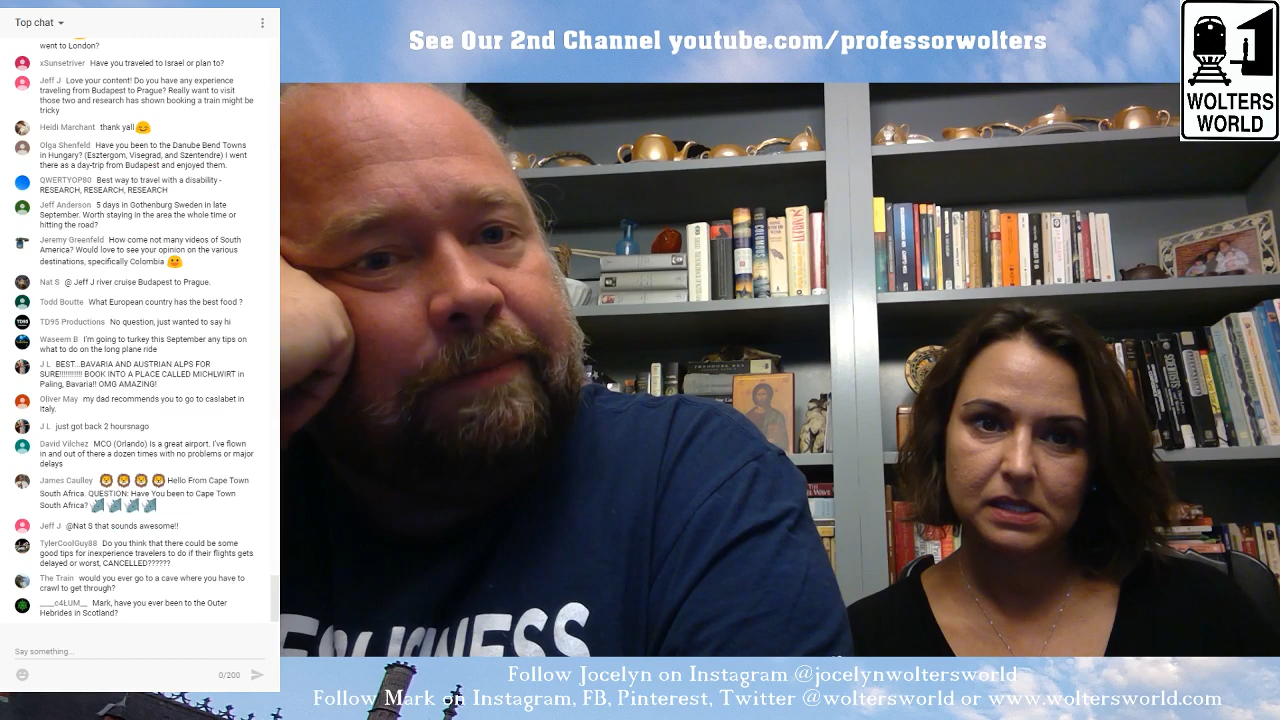 Top chat
See Our 2nd Channel youtube.com/professorwolters
WOLTERS
WORLD
went to London?
xSunsetriver Have you traveled to Israel or plan to?
Jeff J Love your content! Do you have any experience
traveling from Budapest to Prague? Really want to visit
those two and research has shown booking a train might be
tricky
Heidi Marchant thank yall
Olga Shenfeld Have you been to the Danube Bend Towns
in Hungary? (Esztergom, Visegrad, and Szentendre) I went
there as a day-trip from Budapest and enjoyed them.
QWERTYOP80 Best way to travel with a disability -
RESEARCH, RESEARCH, RESEARCH
Jeff Anderson 5 days in Gothenburg Sweden in late
September. Worth staying in the area the whole time or
hitting the road?
Jeremy Greenfeld How come not many videos of South
America? Would love to see your opinion on the various
destinations, specifically Colombia
Nat S @ Jeff J river cruise Budapest to Prague.
Todd Boutte What European country has the best food ?
TD95 Productions No question, just wanted to say hi
Waseem B I'm going to turkey this September any tips on
what to do on the long plane ride
J L BEST...BAVARIA AND AUSTRIAN ALPS FOR
SURE!!!!!!!!!!! BOOK INTO A PLACE CALLED MICHLWIRT in
Paling, Bavaria!! OMG AMAZING!
Oliver May my dad recommends you to go to caslabet in
Italy.
J L just got back 2 hoursnago
David Vilchez MCO (Orlando) is a great airport. I've flown
in and out of there a dozen times with no problems or major
delays
James Caulley Hello From Cape Town
South Africa. QUESTION: Have You been to Cape Town
South Africa?
Jeff J @Nat S that sounds awesome!!
TylerCoolGuy88 Do you think that there could be some
good tips for inexperience travelers to do if their flights gets
delayed or worst, CANCELLED??????
The Train would you ever go to a cave where you have to
crawl to get through?
____c4ŁUM__ Mark, have you ever been to the Outer
Hebrides in Scotland?
Say something...
0/200
COSMOS
Follow Jocelyn on Instagram @jocelynwoltersworld
Follow Mark on Instagram, FB, Pinterest, Twitter @woltersworld or www.woltersworld.com